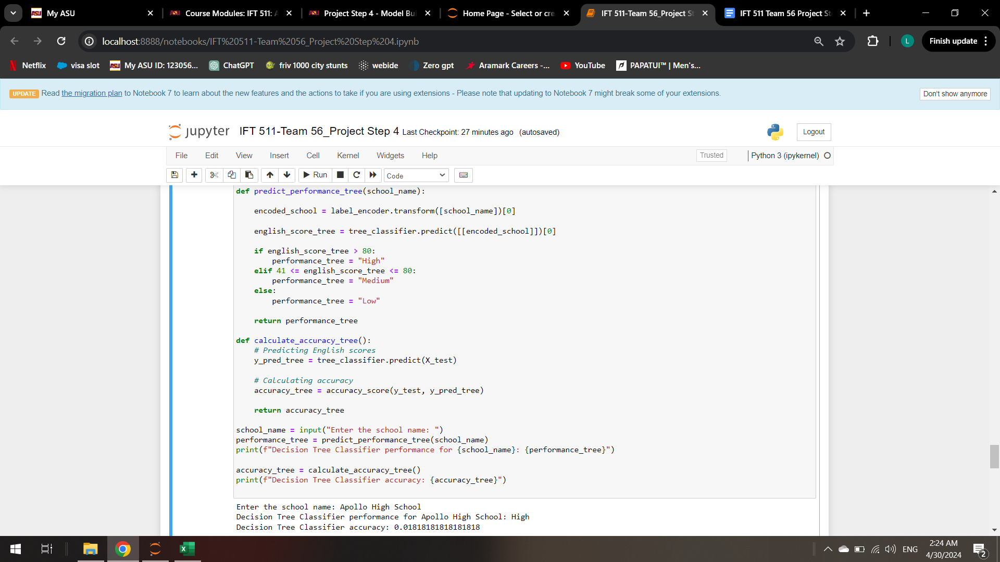 My ASU
Course Modules: IFT 511: A
Project Step 4 - Model Bui
Home Page - Select or cre
IFT 511-Team 56_Project St
IFT 511 Team 56 Project St
localhost:8888/notebooks/IFT%20511-Team%2056_Project%20Step%204.ipynb
L
Finish update
Netflix
visa slot
My ASU ID: 123056...
ChatGPT
friv 1000 city stunts
webide
Zero gpt
Aramark Careers -...
YouTube
PAPATUI™ | Men's...
UPDATE Read the migration plan to Notebook 7 to learn about the new features and the actions to take if you are using extensions - Please note that updating to Notebook 7 might break some of your extensions.
Don't show anymore
jupyter IFT 511-Team 56_Project Step 4 Last Checkpoint: 27 minutes ago (autosaved)
Logout
File Edit View Insert Cell Kernel Widgets Help
Trusted
Python 3 (ipykernel)
Run
Code
def predict_performance_tree(school_name):
encoded_school = label_encoder.transform([school_name])[0]
english_score_tree = tree_classifier.predict([[encoded_school]])[0]
if english_score_tree > 80:
performance_tree = "High"
elif 41 <= english_score_tree <= 80:
performance_tree = "Medium"
else:
performance_tree = "Low"
return performance_tree
def calculate_accuracy_tree():
# Predicting English scores
y_pred_tree = tree_classifier.predict(X_test)
# Calculating accuracy
accuracy_tree = accuracy_score(y_test, y_pred_tree)
return accuracy_tree
school_name = input("Enter the school name: ")
performance_tree = predict_performance_tree(school_name)
print(f"Decision Tree Classifier performance for {school_name}: {performance_tree}")
accuracy_tree = calculate_accuracy_tree()
print(f"Decision Tree Classifier accuracy: {accuracy_tree}")
Enter the school name: Apollo High School
Decision Tree Classifier performance for Apollo High School: High
Decision Tree Classifier accuracy: 0.01818181818181818
ENG
2:24 AM
4/30/2024
2